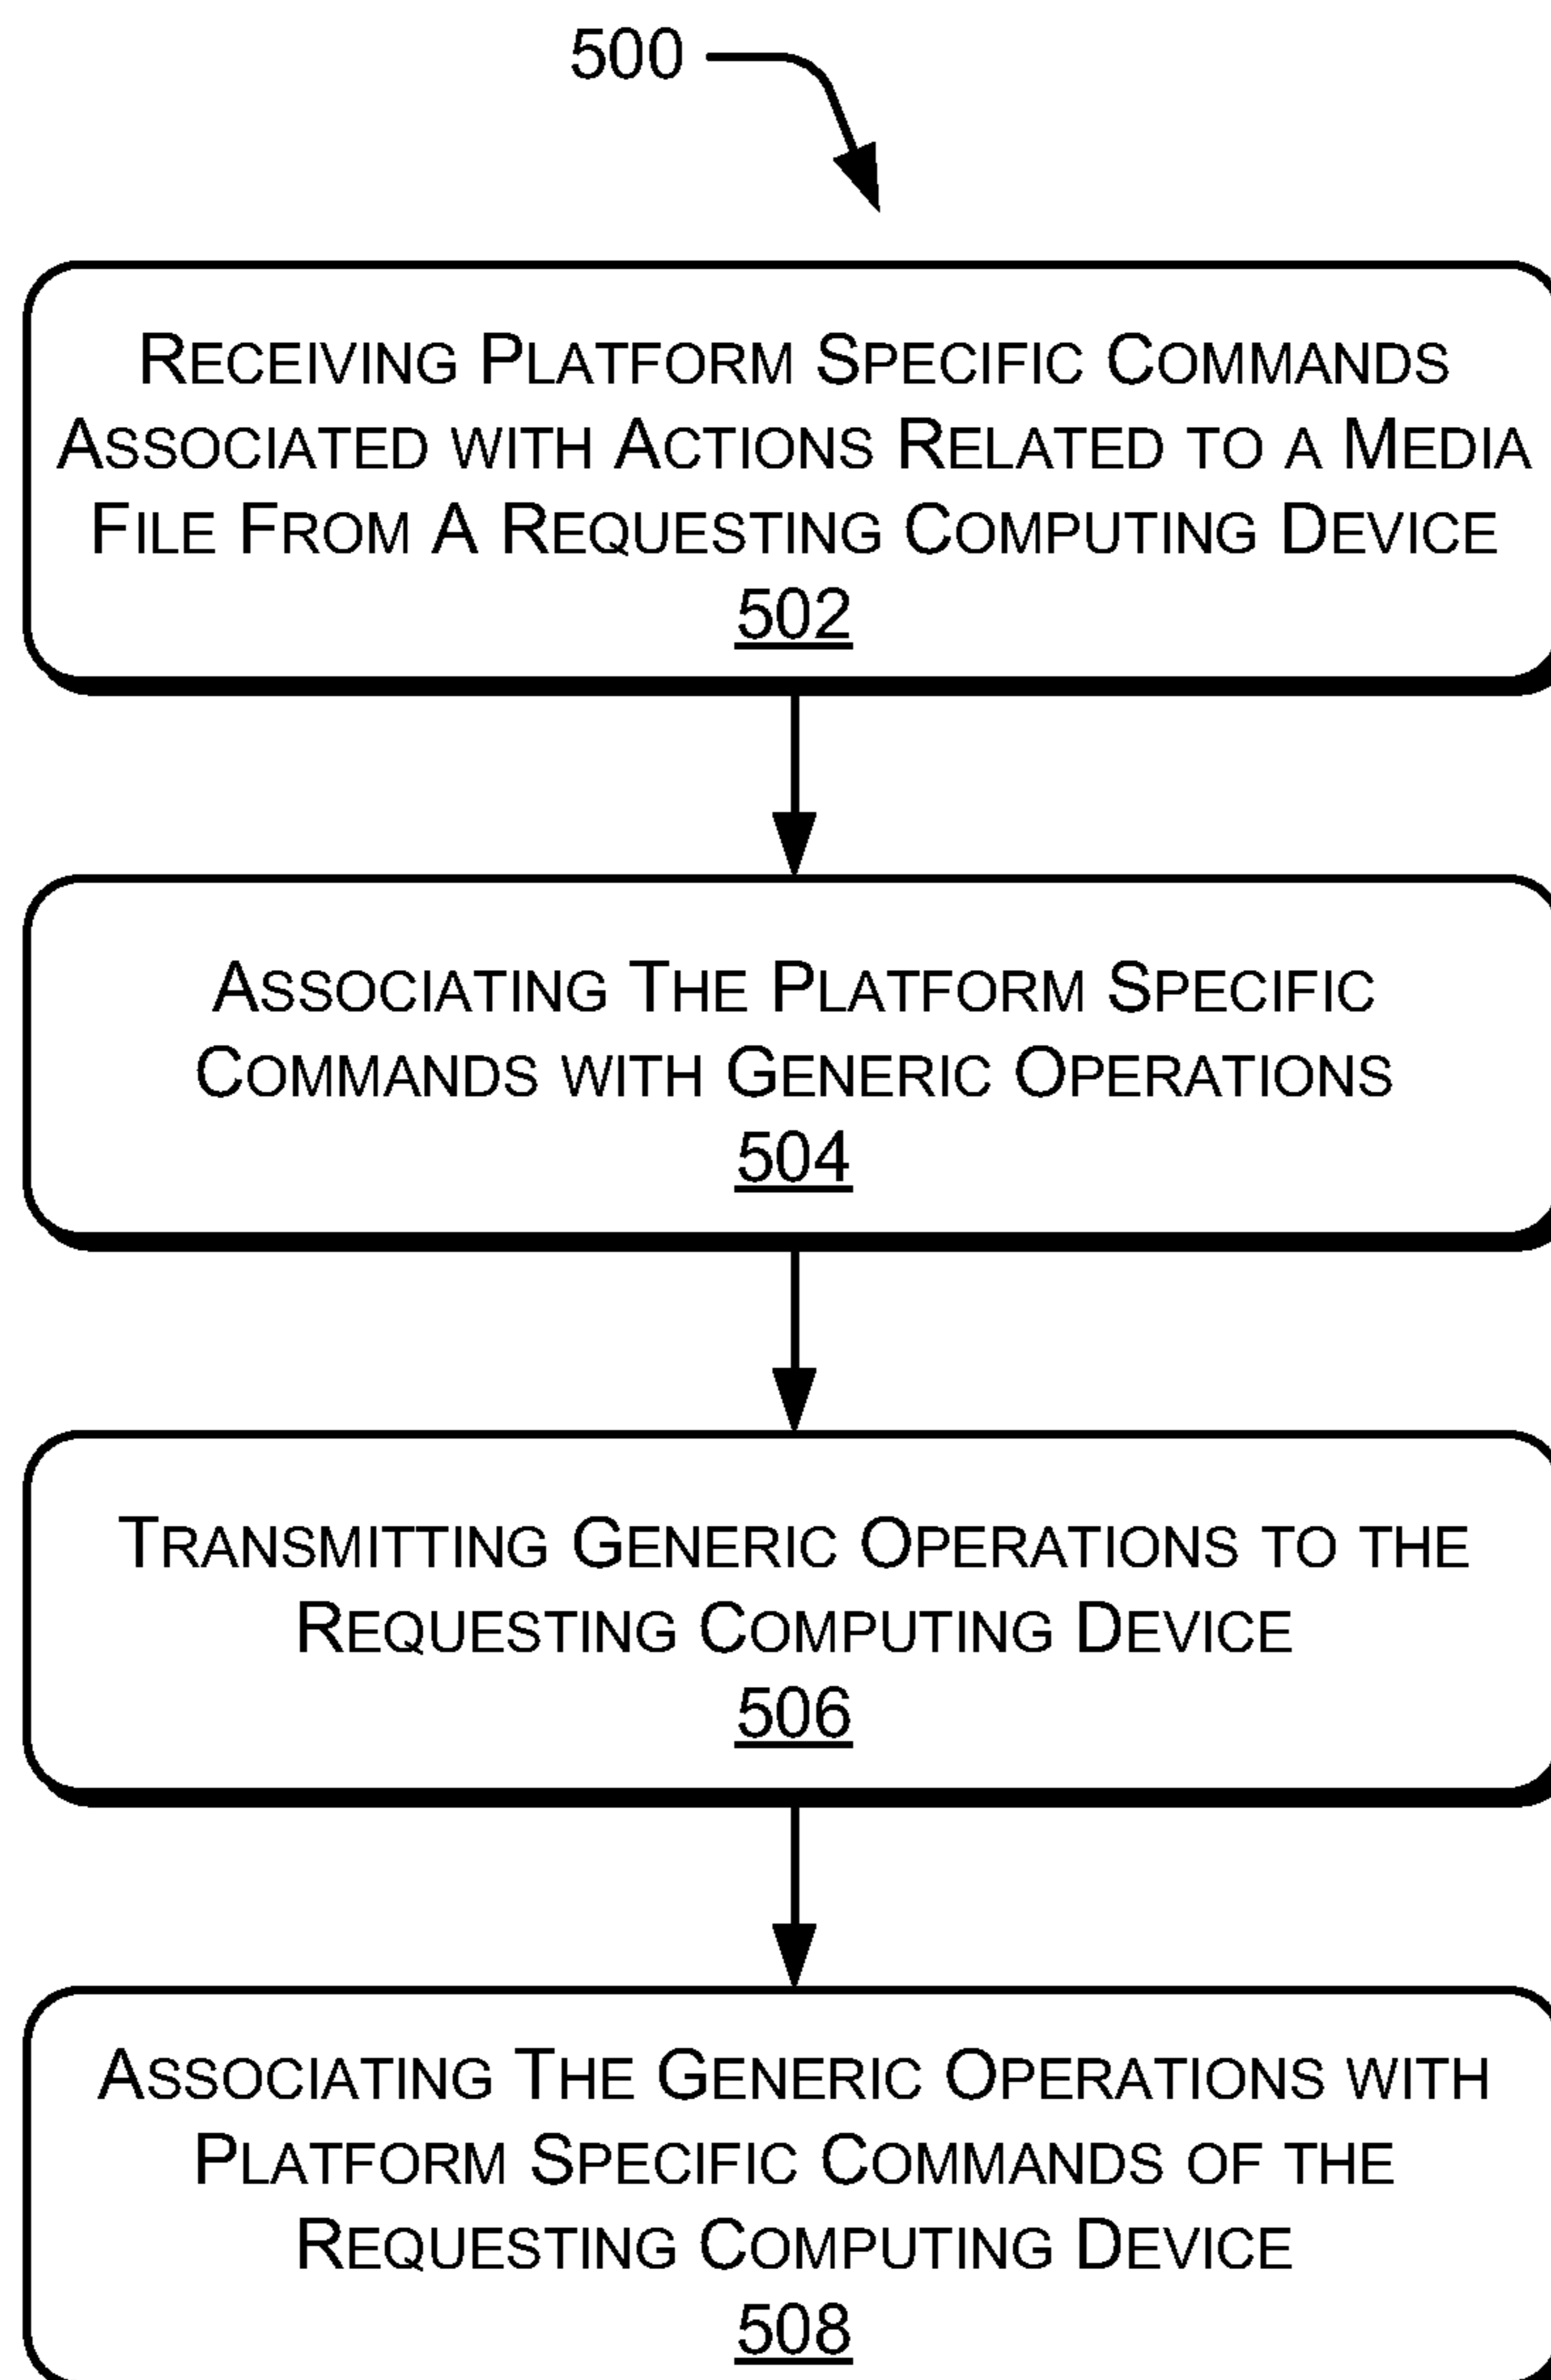 500
RECEIVING PLATFORM SPECIFIC COMMANDS
ASSOCIATED WITH ACTIONS RELATED TO A MEDIA
FILE FROM A REQUESTING COMPUTING DEVICE
502
ASSOCIATING THE PLATFORM SPECIFIC
COMMANDS WITH GENERIC OPERATIONS
504
TRANSMITTING GENERIC OPERATIONS TO THE
REQUESTING COMPUTING DEVICE
506
ASSOCIATING THE GENERIC OPERATIONS WITH
PLATFORM SPECIFIC COMMANDS OF THE
REQUESTING COMPUTING DEVICE
508